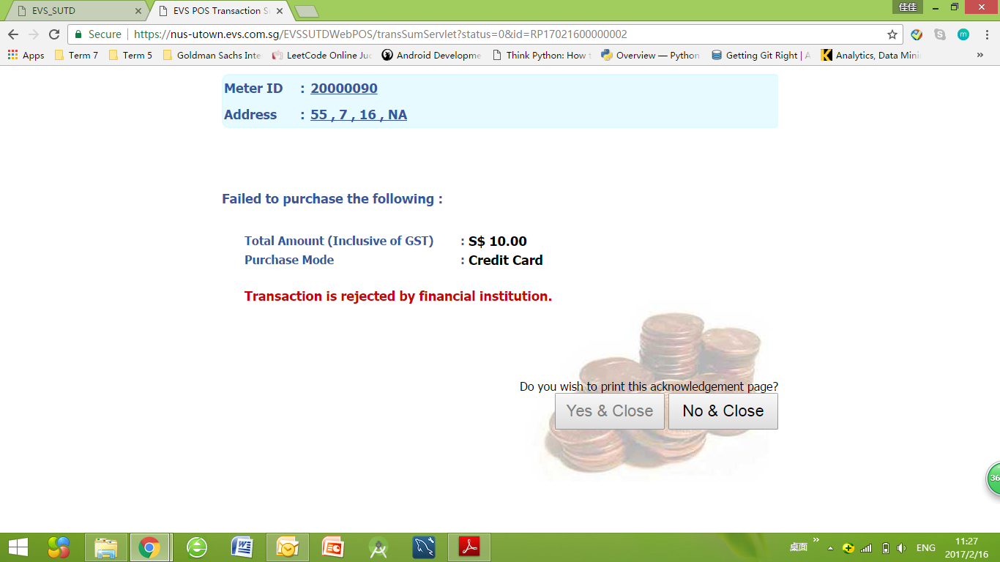 EVS_SUTD
EVS POS Transaction S
佳佳
Secure
https://nus-utown.evs.com.sg/EVSSUTDWebPOS/transSumServlet?status=0&id=RP17021600000002
m
Apps
Term 7
Term 5
Goldman Sachs Inte
LeetCode Online Juc
Android Developme
Think Python: How t
Overview — Python
Getting Git Right | A
Analytics, Data Mini
»
Meter ID : 20000090
Address : 55 , 7 , 16 , NA
Failed to purchase the following :
Total Amount (Inclusive of GST) : S$ 10.00
Purchase Mode : Credit Card
Transaction is rejected by financial institution.
Do you wish to print this acknowledgement page?
Yes & Close
No & Close
36
桌面
»
ENG
11:27
2017/2/16